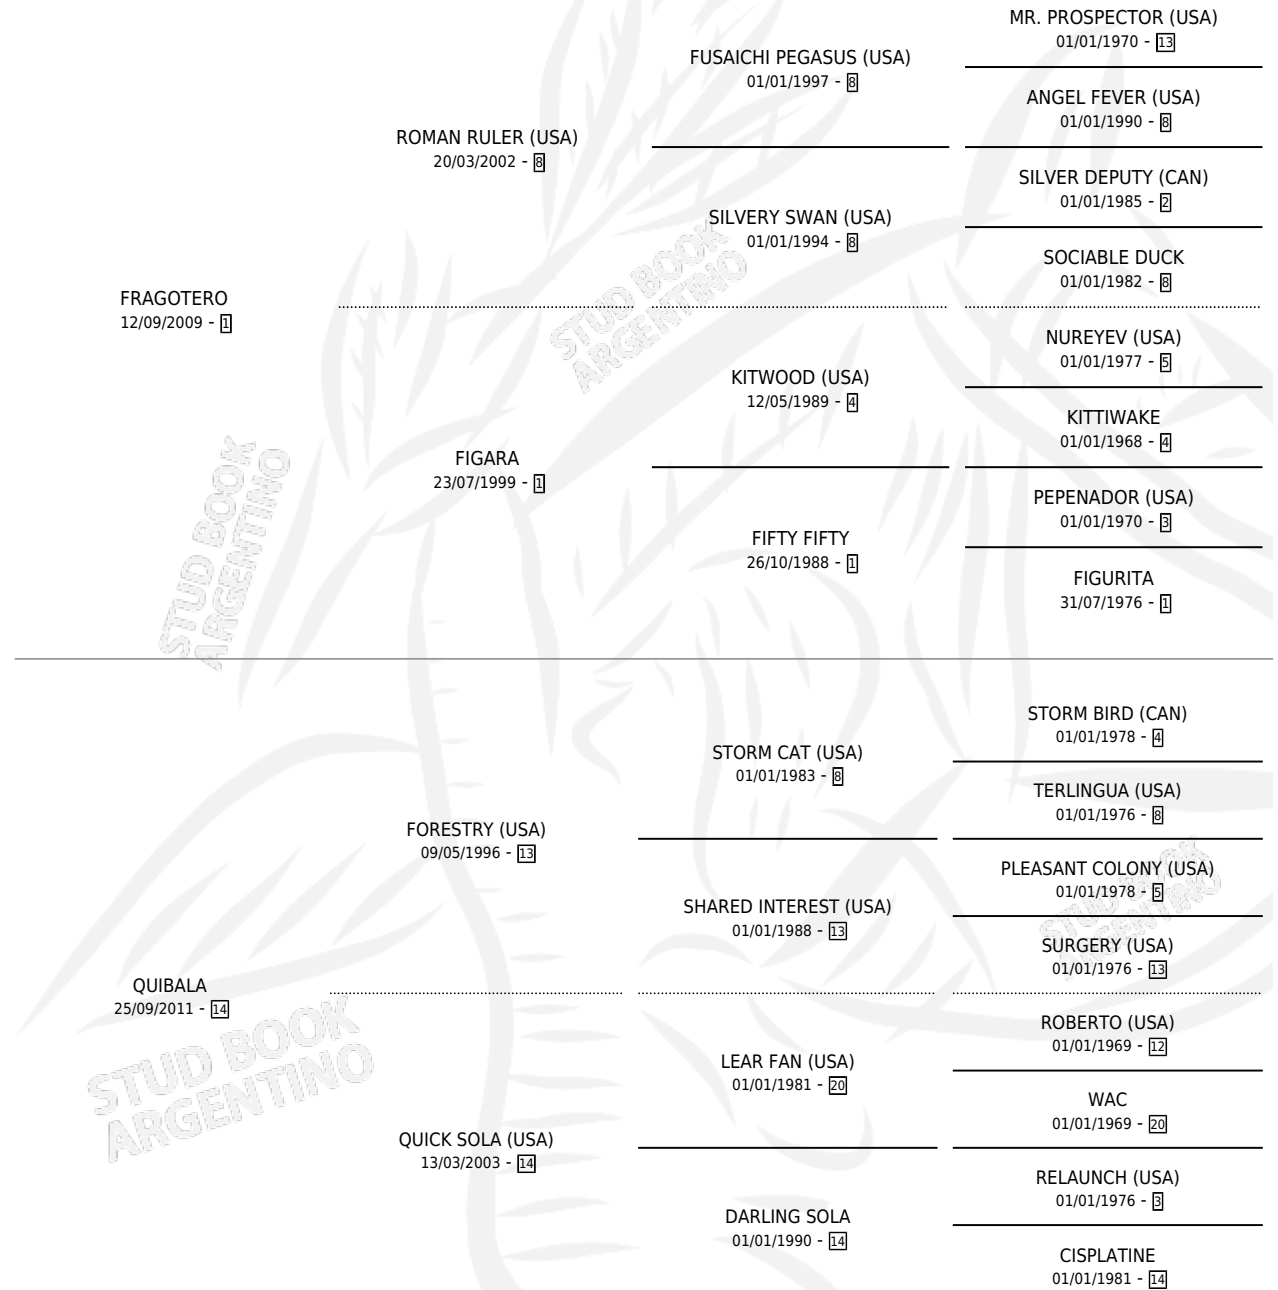 MR. PROSPECTOR (USA)
01/01/1970 - 13
FUSAICHI PEGASUS (USA)
01/01/1997 - 8
ANGEL FEVER (USA)
01/01/1990 - 8
ROMAN RULER (USA)
20/03/2002 - 8
SILVER DEPUTY (CAN)
01/01/1985 - 2
SILVERY SWAN (USA)
01/01/1994 - 8
SOCIABLE DUCK
01/01/1982 - 8
STUD BOOK
ARGENTINO
FRAGOTERO
12/09/2009 - 1
NUREYEV (USA)
01/01/1977 - 5
KITWOOD (USA)
12/05/1989 - 4
KITTIWAKE
01/01/1968 - 4
FIGARA
23/07/1999 - 1
PEPENADOR (USA)
01/01/1970 - 3
FIFTY FIFTY
26/10/1988 - 1
FIGURITA
31/07/1976 - 1
STUD BOOK
ARGENTINO
STORM BIRD (CAN)
01/01/1978 - 4
STORM CAT (USA)
01/01/1983 - 8
TERLINGUA (USA)
01/01/1976 - 8
FORESTRY (USA)
09/05/1996 - 13
PLEASANT COLONY (USA)
01/01/1978 - 5
SHARED INTEREST (USA)
01/01/1988 - 13
SURGERY (USA)
01/01/1976 - 13
STUD BOOK
ARGENTINO
QUIBALA
25/09/2011 - 14
ROBERTO (USA)
01/01/1969 - 12
LEAR FAN (USA)
01/01/1981 - 20
WAC
01/01/1969 - 20
STUD BOOK
ARGENTINO
QUICK SOLA (USA)
13/03/2003 - 14
RELAUNCH (USA)
01/01/1976 - 3
DARLING SOLA
01/01/1990 - 14
CISPLATINE
01/01/1981 - 14